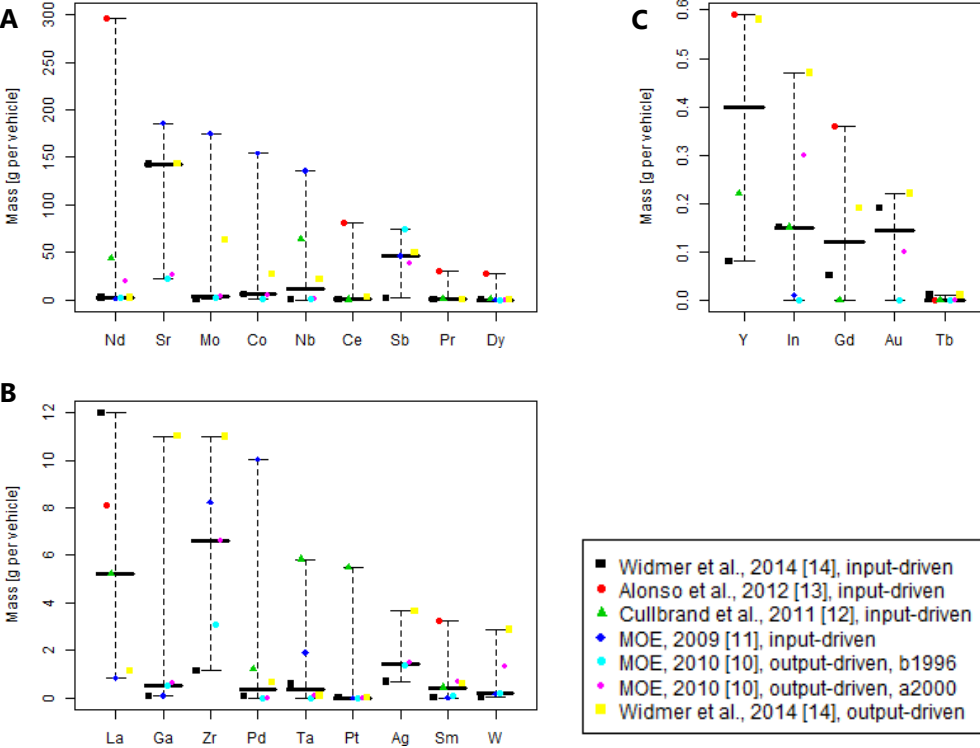 A
Mass [g per vehicle]
300
250
200
150
100
50
0
Nd Sr Mo Co Nb Ce Sb Pr Dy
C
Mass [g per vehicle]
0.6
0.5
0.4
0.3
0.2
0.1
0.0
Y In Gd Au Tb
B
Mass [g per vehicle]
12
10
8
6
4
2
0
La Ga Zr Pd Ta Pt Ag Sm W
Widmer et al., 2014 [14], input-driven
Alonso et al., 2012 [13], input-driven
Cullbrand et al., 2011 [12], input-driven
MOE, 2009 [11], input-driven
MOE, 2010 [10], output-driven, b1996
MOE, 2010 [10], output-driven, a2000
Widmer et al., 2014 [14], output-driven